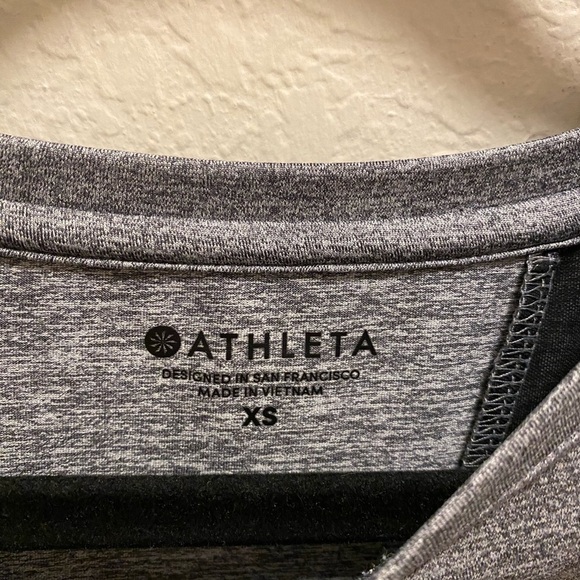 ATHLETA
DESIGNED IN SAN FRANCISCO
MADE IN VIETNAM
XS